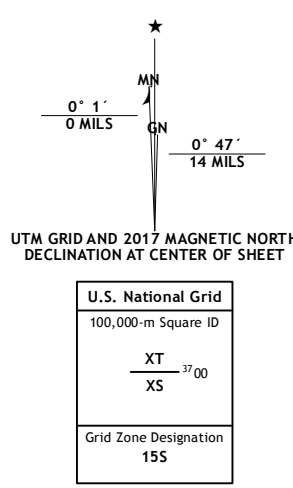 ★
MN
0° 1´
0 MILS
GN
0° 47´
14 MILS
UTM GRID AND 2017 MAGNETIC NORTH
DECLINATION AT CENTER OF SHEET
U.S. National Grid
100,000-m Square ID
XT
3700
XS
Grid Zone Designation
15S